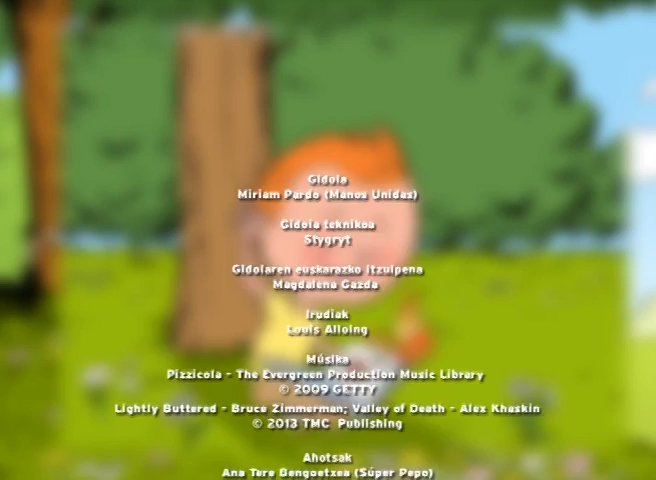 Gidoia
Miriam Pardo (Manos Unidas)
Gidoia teknikoa
Stygryt
Gidoiaren euskarazko itzulpena
Magdalena Gazda
Irudiak
Louis Alloing
Músika
Pizzicola - The Evergreen Production Music Library
© 2009 GETTY
Lightly Buttered - Bruce Zimmerman; Valley of Death - Alex Khaskin
© 2013 TMC Publishing
Ahotsak
Ana Tere Bengoetxea (Súper Pepo)